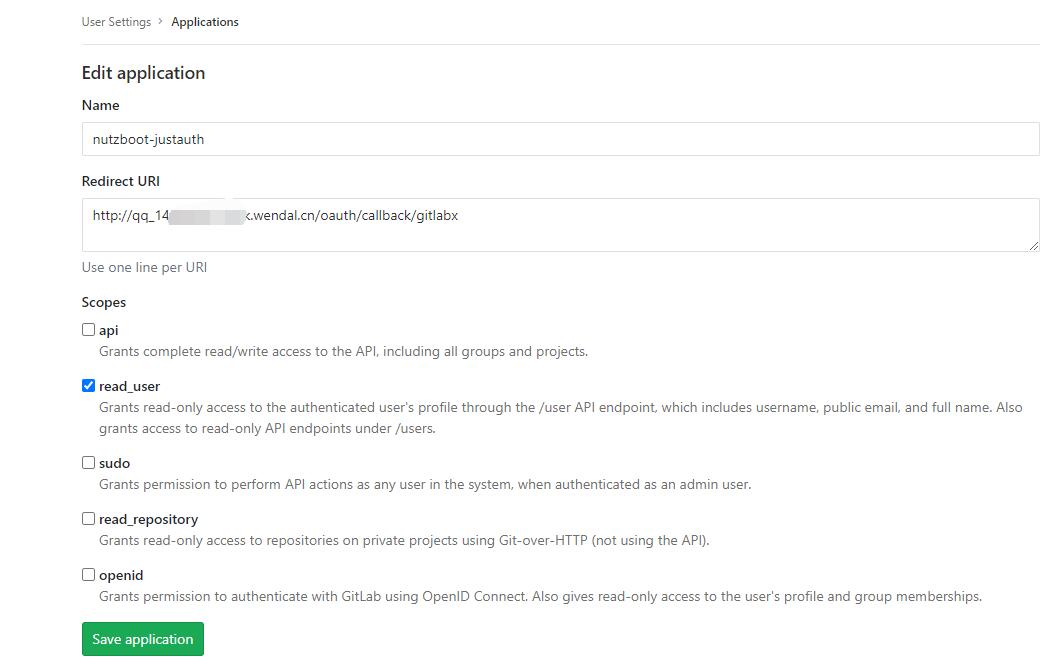 User Settings > Applications
Edit application
Name
nutzboot-justauth
Redirect URI
http://qq_14 k.wendal.cn/oauth/callback/gitlabx
Use one line per URI
Scopes
api
Grants complete read/write access to the API, including all groups and projects.
read_user
Grants read-only access to the authenticated user's profile through the /user API endpoint, which includes username, public email, and full name. Also
grants access to read-only API endpoints under /users.
sudo
Grants permission to perform API actions as any user in the system, when authenticated as an admin user.
read_repository
Grants read-only access to repositories on private projects using Git-over-HTTP (not using the API).
openid
Grants permission to authenticate with GitLab using OpenID Connect. Also gives read-only access to the user's profile and group memberships.
Save application